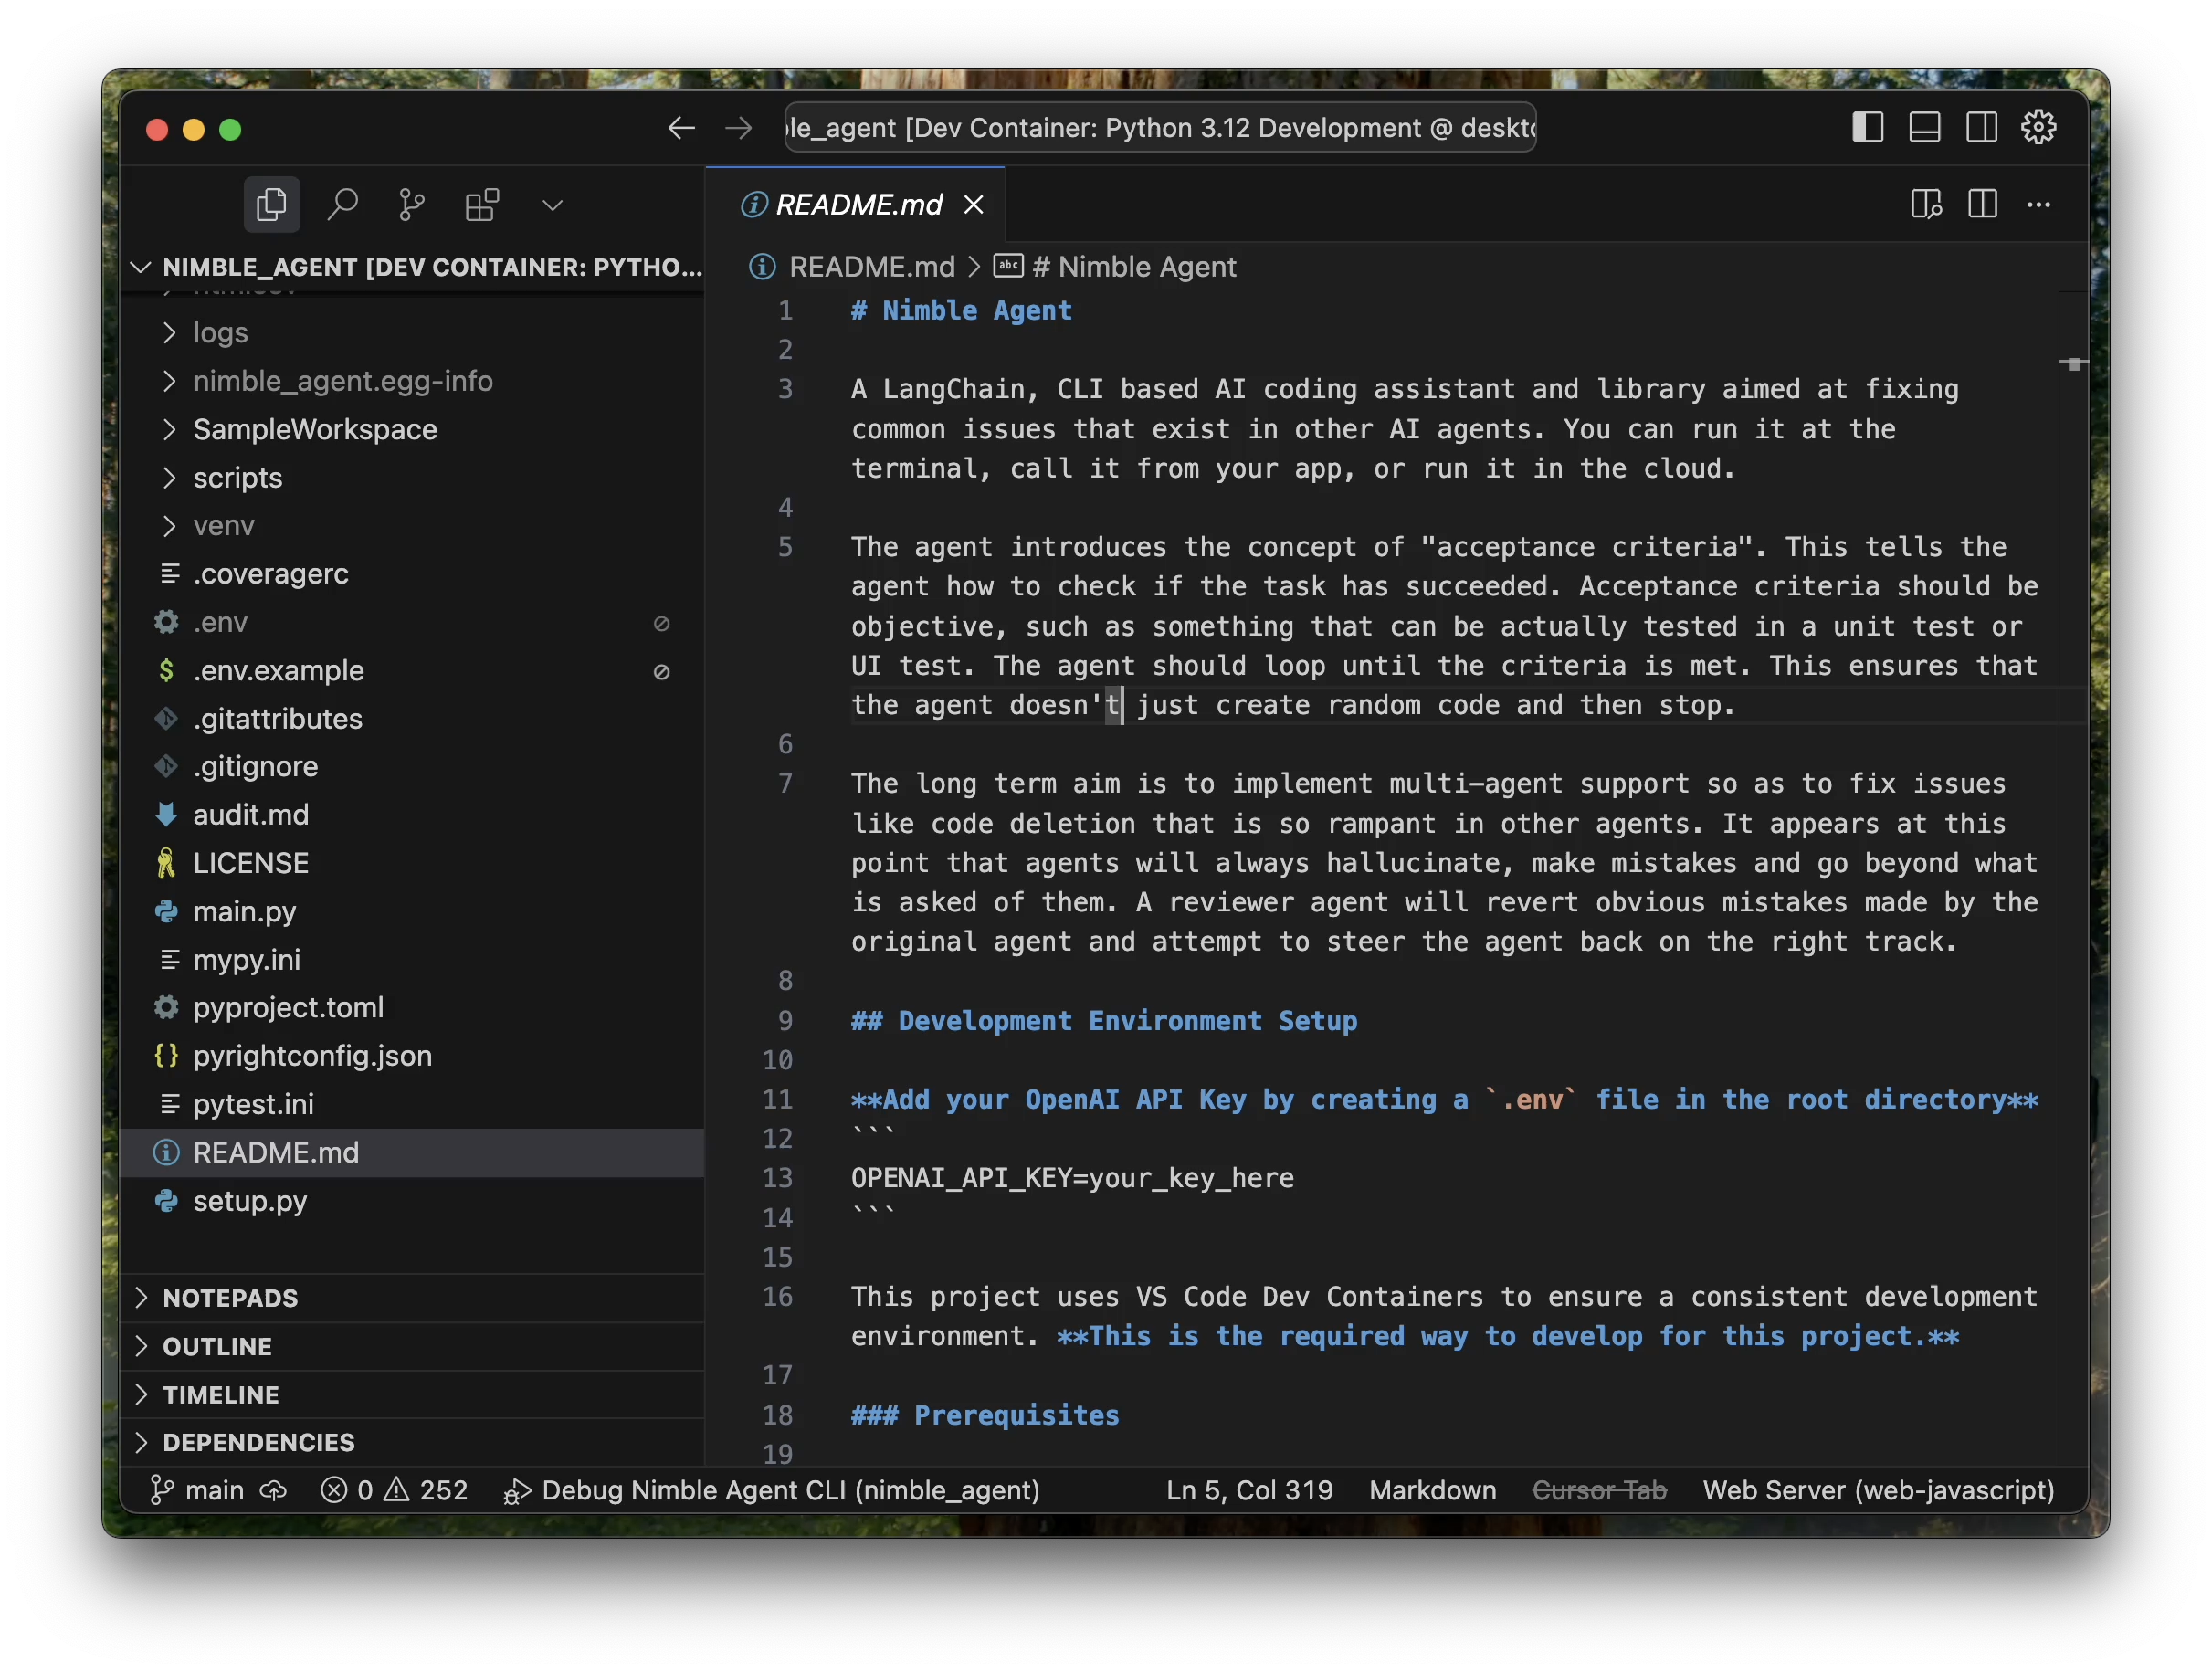 le_agent [Dev Container: Python 3.12 Development @ deskt
NIMBLE_AGENT [DEV CONTAINER: PYTHO...
logs
nimble_agent.egg-info
SampleWorkspace
scripts
venv
.coveragerc
.env
$ .env.example
.gitattributes
.gitignore
audit.md
LICENSE
main.py
mypy.ini
pyproject.toml
{} pyrightconfig.json
pytest.ini
README.md
setup.py
NOTEPADS
OUTLINE
TIMELINE
DEPENDENCIES
README.md
README.md > abc # Nimble Agent
1 # Nimble Agent
2
3 A LangChain, CLI based AI coding assistant and library aimed at fixing
common issues that exist in other AI agents. You can run it at the
terminal, call it from your app, or run it in the cloud.
4
5 The agent introduces the concept of "acceptance criteria". This tells the
agent how to check if the task has succeeded. Acceptance criteria should be
objective, such as something that can be actually tested in a unit test or
UI test. The agent should loop until the criteria is met. This ensures that
the agent doesn't just create random code and then stop.
6
7 The long term aim is to implement multi-agent support so as to fix issues
like code deletion that is so rampant in other agents. It appears at this
point that agents will always hallucinate, make mistakes and go beyond what
is asked of them. A reviewer agent will revert obvious mistakes made by the
original agent and attempt to steer the agent back on the right track.
8
9 ## Development Environment Setup
10
11 **Add your OpenAI API Key by creating a `.env` file in the root directory**
12 ```
13 OPENAI_API_KEY=your_key_here
14 ```
15
16 This project uses VS Code Dev Containers to ensure a consistent development
environment. **This is the required way to develop for this project.**
17
18 ### Prerequisites
19
main 0 252 Debug Nimble Agent CLI (nimble_agent) Ln 5, Col 319 Markdown Cursor Tab Web Server (web-javascript)